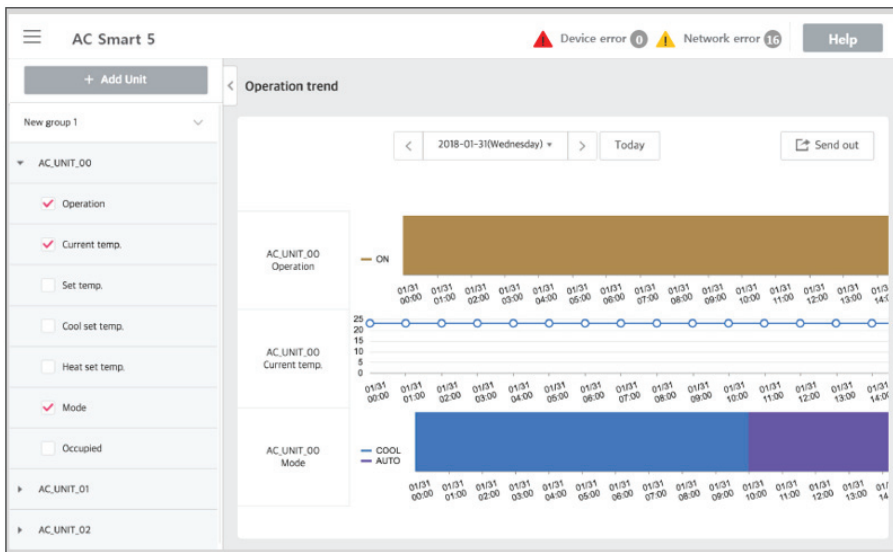 AC Smart 5
Device error 0
Network error 16
Help
+ Add Unit
Operation trend
New group 1
2018-01-31(Wednesday)
Today
Send out
AC_UNIT_00
Operation
Current temp.
Set temp.
Cool set temp.
Heat set temp.
Mode
Occupied
AC_UNIT_01
AC_UNIT_02
AC_UNIT_00
Operation
ON
01/31 00:00
01/31 01:00
01/31 02:00
01/31 03:00
01/31 04:00
01/31 05:00
01/31 06:00
01/31 07:00
01/31 08:00
01/31 09:00
01/31 10:00
01/31 11:00
01/31 12:00
01/31 13:00
01/31 14:0
AC_UNIT_00
Current temp.
25
20
15
10
5
0
01/31 00:00
01/31 01:00
01/31 02:00
01/31 03:00
01/31 04:00
01/31 05:00
01/31 06:00
01/31 07:00
01/31 08:00
01/31 09:00
01/31 10:00
01/31 11:00
01/31 12:00
01/31 13:00
01/31 14:00
AC_UNIT_00
Mode
COOL
AUTO
01/31 00:00
01/31 01:00
01/31 02:00
01/31 03:00
01/31 04:00
01/31 05:00
01/31 06:00
01/31 07:00
01/31 08:00
01/31 09:00
01/31 10:00
01/31 11:00
01/31 12:00
01/31 13:00
01/ 14